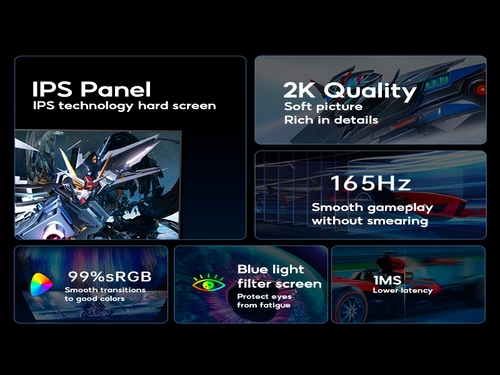 IPS Panel
IPS technology hard screen
2K Quality
Soft picture
Rich in details
165Hz
Smooth gameplay
without smearing
99%sRGB
Smooth transitions
to good colors
Blue light
filter screen
Protect eyes
from fatigue
1MS
Lower latency